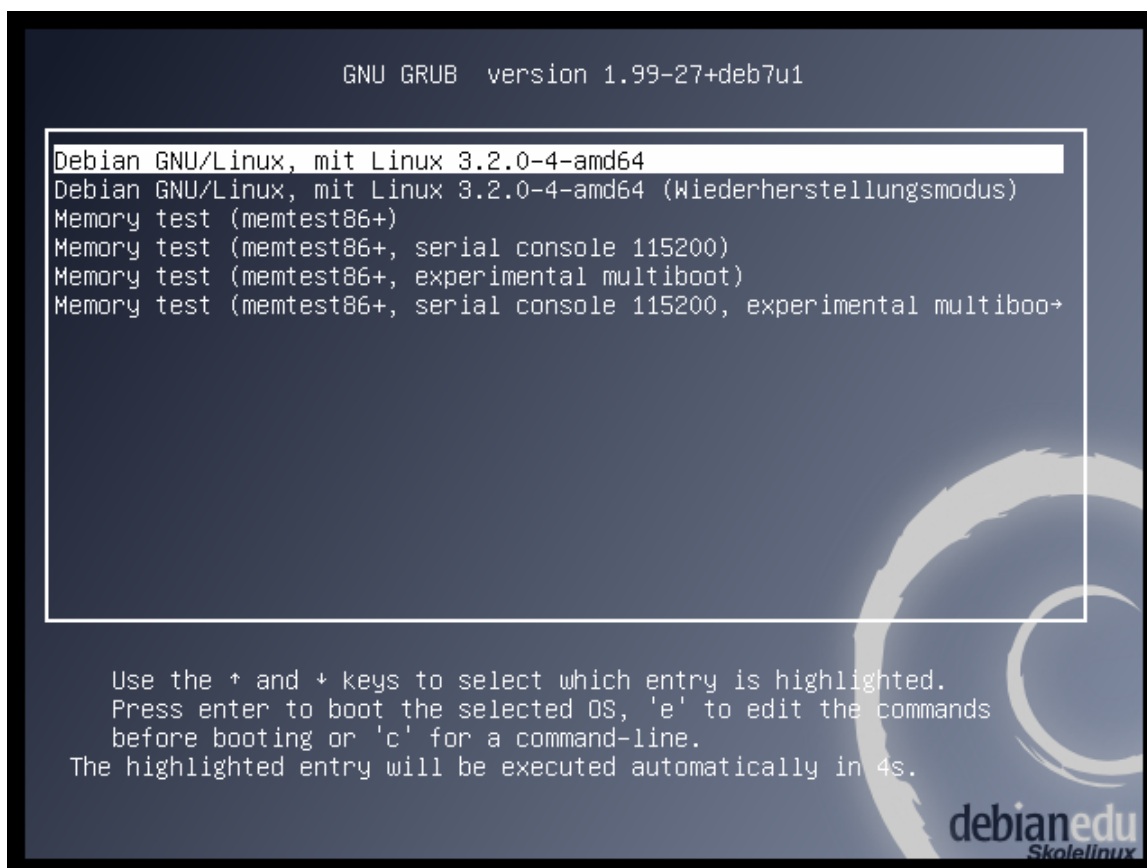 GNU GRUB version 1.99-27+deb7u1
Debian GNU/Linux, mit Linux 3.2.0-4-amd64
Debian GNU/Linux, mit Linux 3.2.0-4-amd64 (Wiederherstellungsmodus)
Memory test (memtest86+)
Memory test (memtest86+, serial console 115200)
Memory test (memtest86+, experimental multiboot)
Memory test (memtest86+, serial console 115200, experimental multiboo→
Use the ↑ and ↓ keys to select which entry is highlighted.
Press enter to boot the selected OS, 'e' to edit the commands
before booting or 'c' for a command-line.
The highlighted entry will be executed automatically in 4s.
debianedu
Skolelinux